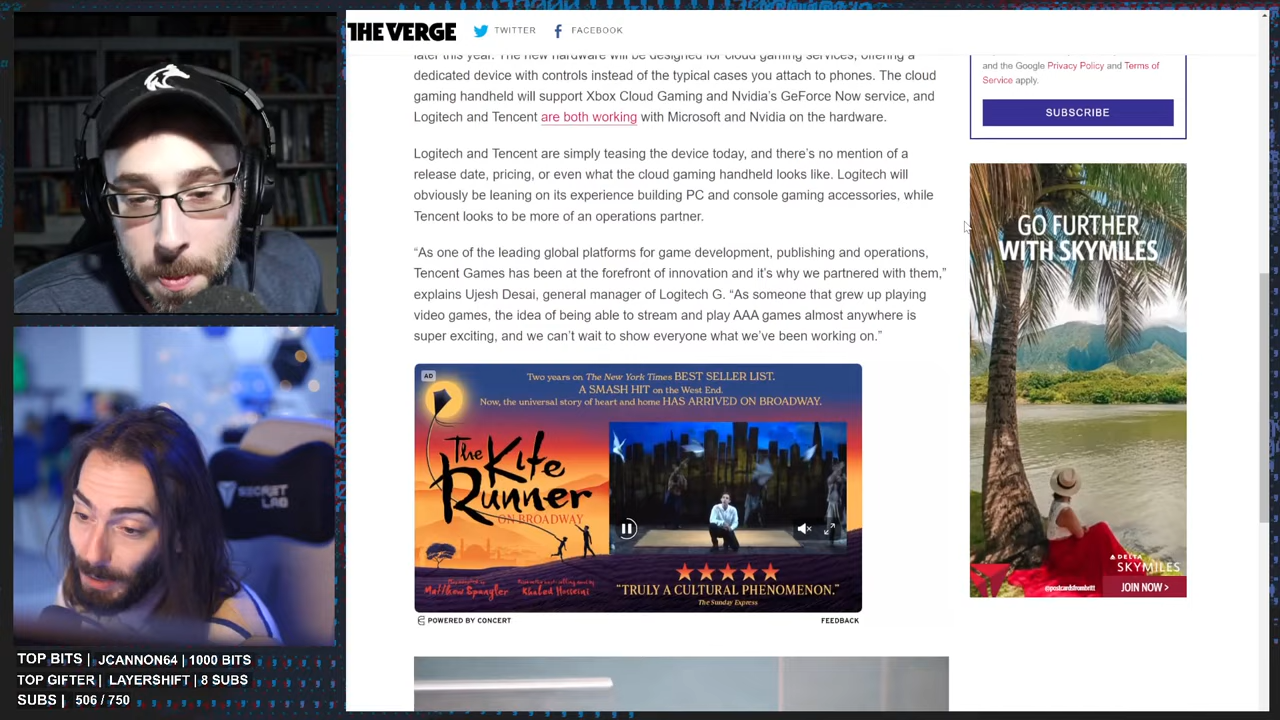 THE VERGE
TWITTER
FACEBOOK
later this year. The new hardware will be designed for cloud gaming services, offering a
dedicated device with controls instead of the typical cases you attach to phones. The cloud
gaming handheld will support Xbox Cloud Gaming and Nvidia's GeForce Now service, and
Logitech and Tencent are both working with Microsoft and Nvidia on the hardware.
Logitech and Tencent are simply teasing the device today, and there's no mention of a
release date, pricing, or even what the cloud gaming handheld looks like. Logitech will
obviously be leaning on its experience building PC and console gaming accessories, while
Tencent looks to be more of an operations partner.
“As one of the leading global platforms for game development, publishing and operations,
Tencent Games has been at the forefront of innovation and it's why we partnered with them,”
explains Ujesh Desai, general manager of Logitech G. “As someone that grew up playing
video games, the idea of being able to stream and play AAA games almost anywhere is
super exciting, and we can't wait to show everyone what we've been working on.”
AD
Two years on The New York Times BEST SELLER LIST.
A SMASH HIT on the West End.
Now, the universal story of heart and home HAS ARRIVED ON BROADWAY.
The Kite
Runner
ON BROADWAY
Matthew Spangler
Khaled Hosseini
“TRULY A CULTURAL PHENOMENON.”
The Sunday Express
POWERED BY CONCERT
FEEDBACK
and the Google Privacy Policy and Terms of
Service apply.
SUBSCRIBE
GO FURTHER
WITH SKYMILES
DELTA
SKYMILES
@postcardsfrombritt
JOIN NOW >
SECRET
LAB
TOP BITS | JCANNON64 | 1000 BITS
TOP GIFTER | LAYERSHIFT | 8 SUBS
SUBS | 506 / 750